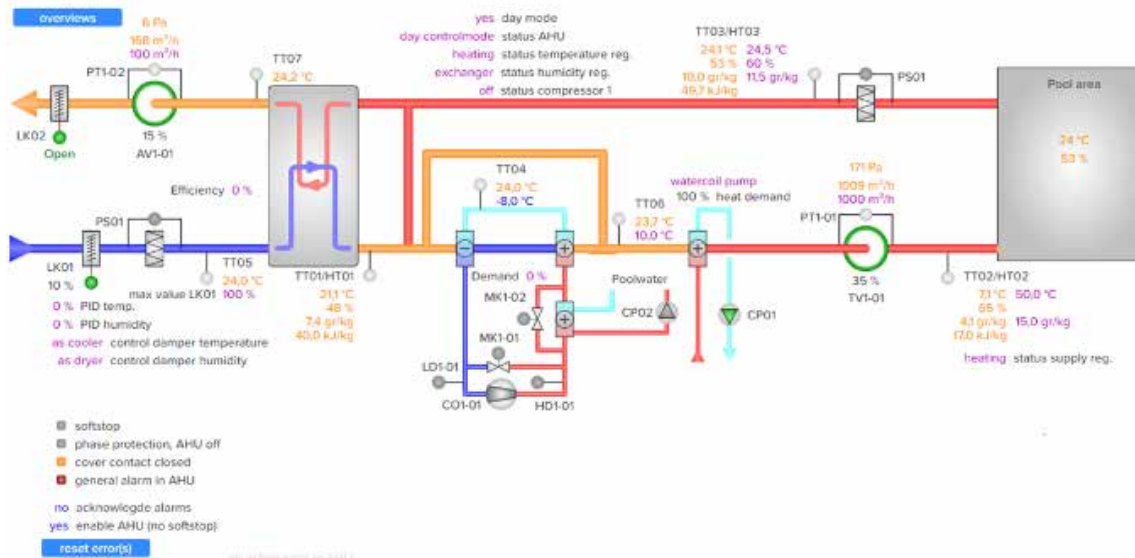 overviews
6 Pa
168 m³/h
100 m³/h
PT1-02
TT07
24,2 °C
yes day mode
day controlmode status AHU
heating status temperature reg.
exchanger status humidity reg.
off status compressor 1
TT03/HT03
24,1 °C 24,5 °C
53 % 60 %
10,0 gr/kg 11,5 gr/kg
49,7 kJ/kg
PS01
Pool area
24 °C
53 %
LK02
Open
15 %
AV1-01
Efficiency 0 %
PS01
TT04
24,0 °C
-8,0 °C
TT06
23,7 °C
10,0 °C
watercoil pump
100 % heat demand
171 Pa
1009 m³/h
1000 m³/h
PT1-01
35 %
TV1-01
LK01
10 %
TT05
24,0 °C
max value LK01 100 %
0 % PID temp.
0 % PID humidity
as cooler control damper temperature
as dryer control damper humidity
TT01/HT01
21,1 °C
48 %
7,4 gr/kg
40,0 kJ/kg
Demand 0 %
MK1-02
MK1-01
Poolwater
CP02
CP01
LD1-01
CO1-01
HD1-01
TT02/HT02
7,1 °C 50,0 °C
65 %
4,1 gr/kg 15,0 gr/kg
17,0 kJ/kg
heating status supply reg.
softstop
phase protection, AHU off
cover contact closed
general alarm in AHU
no acknowlegde alarms
yes enable AHU (no softstop)
reset error(s)